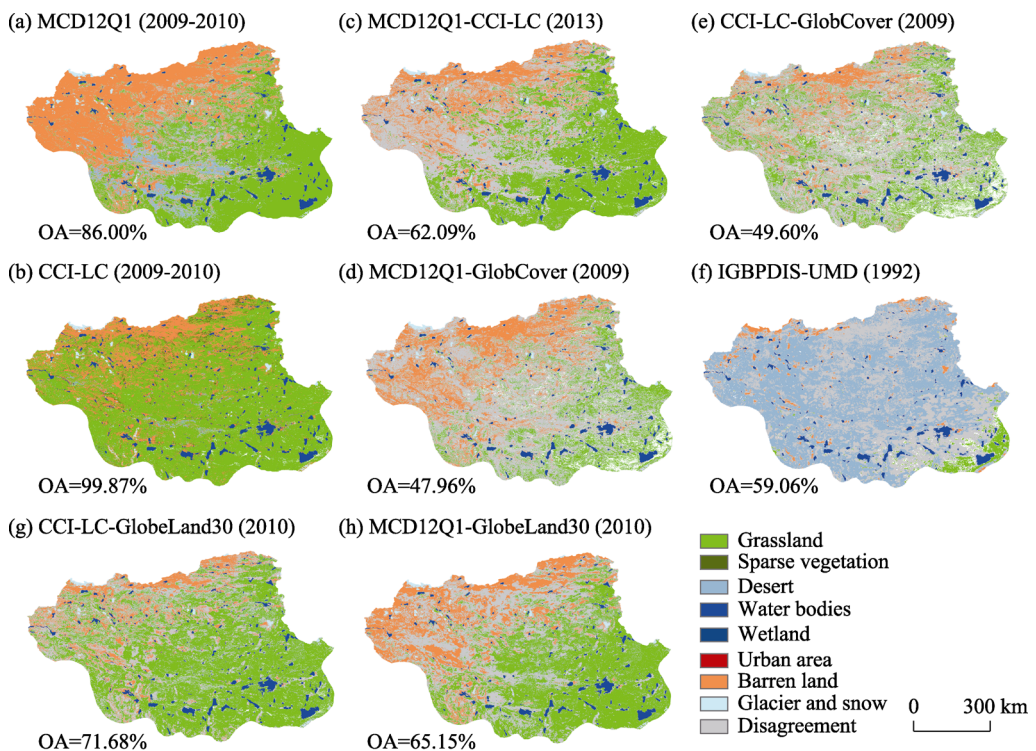 (a) MCD12Q1 (2009-2010)
(c) MCD12Q1-CCI-LC (2013)
(e) CCI-LC-GlobCover (2009)
OA=86.00%
OA=62.09%
OA=49.60%
(b) CCI-LC (2009-2010)
(d) MCD12Q1-GlobCover (2009)
(f) IGBPDIS-UMD (1992)
OA=99.87%
OA=47.96%
OA=59.06%
(g) CCI-LC-GlobeLand30 (2010)
(h) MCD12Q1-GlobeLand30 (2010)
OA=71.68%
OA=65.15%
Grassland
Sparse vegetation
Desert
Water bodies
Wetland
Urban area
Barren land
Glacier and snow
Disagreement
0 300 km